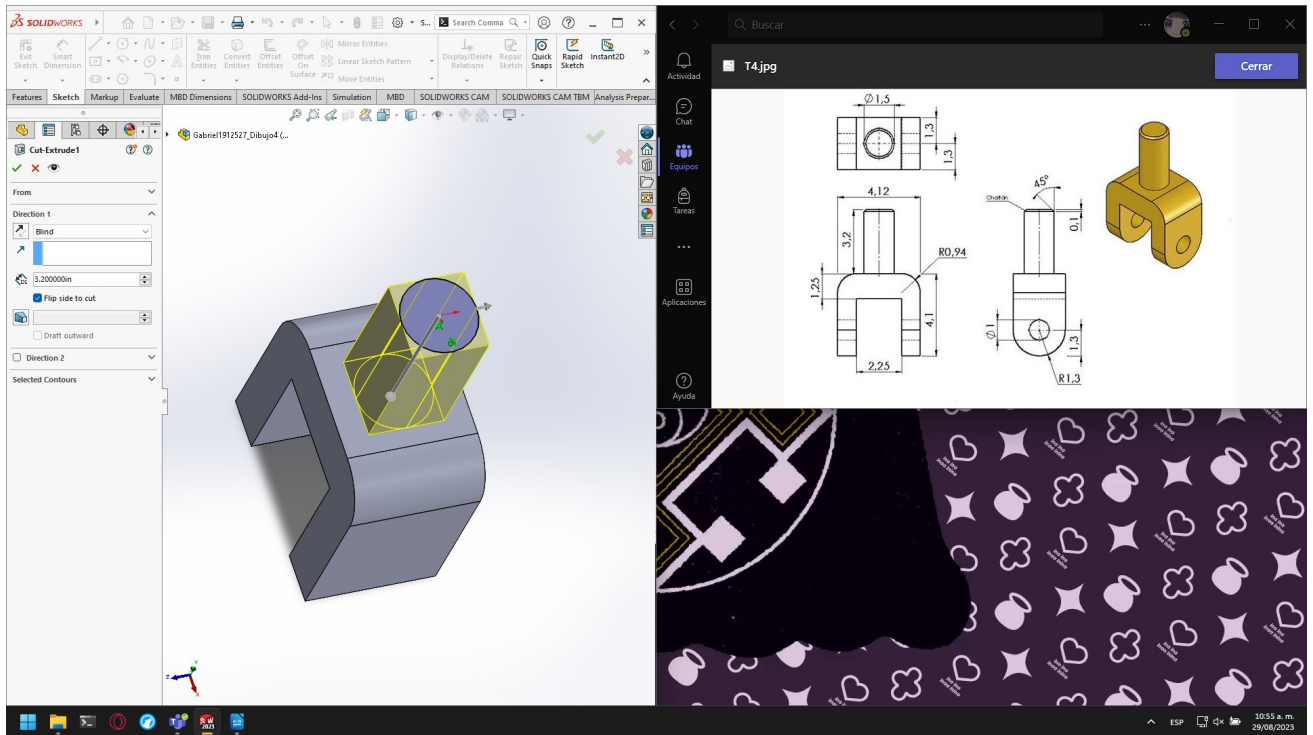 SOLIDWORKS
S...
Search Comma
Exit Sketch
Smart Dimension
Trim Entities
Convert Entities
Offset Entities
Offset On Surface
Mirror Entities
Linear Sketch Pattern
Move Entities
Display/Delete Relations
Repair Sketch
Quick Snaps
Rapid Sketch
Instant2D
Features
Sketch
Markup
Evaluate
MBD Dimensions
SOLIDWORKS Add-Ins
Simulation
MBD
SOLIDWORKS CAM
SOLIDWORKS CAM TBM
Analysis Prepar...
Gabriel1912527_Dibujo4 (...
Cut-Extrude1
From
Direction 1
Blind
D1
3.200000in
Flip side to cut
Draft outward
Direction 2
Selected Contours
Buscar
Actividad
Chat
Equipos
Tareas
Aplicaciones
Ayuda
T4.jpg
Cerrar
Ø1,5
1,3
1,3
4,12
3,2
1,25
R0,94
4,1
2,25
Chaflán
45°
0,1
Ø1
1,3
R1,3
ESP
10:55 a. m.
29/08/2023